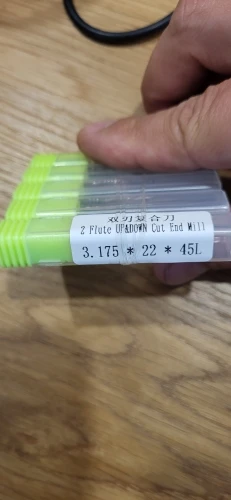 双刃复合刀
2 Flute UP&DOWN Cut End Mill
3.175 * 22 * 45L